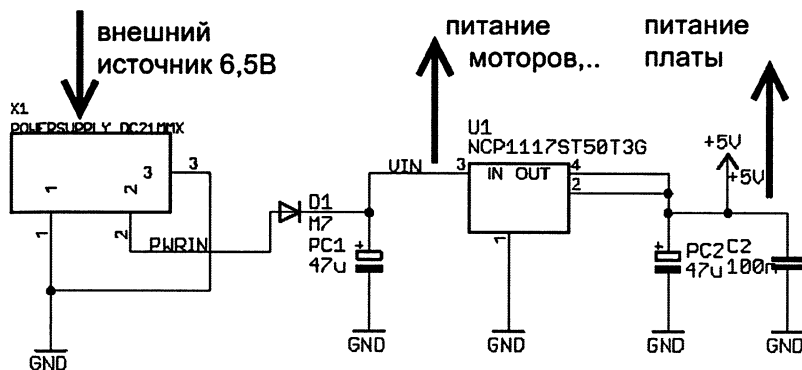 внешний
источник 6,5В
питание
моторов,..
питание
платы
X1
POWERSUPPLY_DC21MMX
U1
NCP1117ST50T3G
+5V
+5V
1
2
3
3
1
2
PWRIN
D1
M7
PC1
47u
VIN
3
IN OUT
4
2
1
PC2
47u
C2
100n
GND
GND
GND
GND
GND
+
+